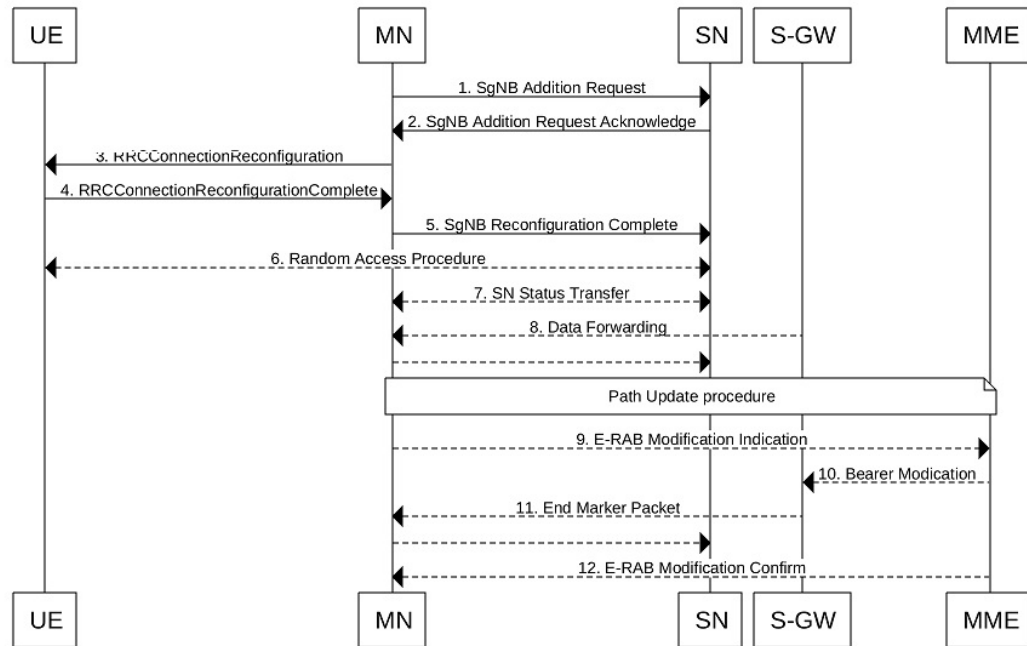 UE MN SN S-GW MME
1. SgNB Addition Request
2. SgNB Addition Request Acknowledge
3. RRCConnectionReconfiguration
4. RRCConnectionReconfigurationComplete
5. SgNB Reconfiguration Complete
6. Random Access Procedure
7. SN Status Transfer
8. Data Forwarding
Path Update procedure
9. E-RAB Modification Indication
10. Bearer Modication
11. End Marker Packet
12. E-RAB Modification Confirm
UE MN SN S-GW MME